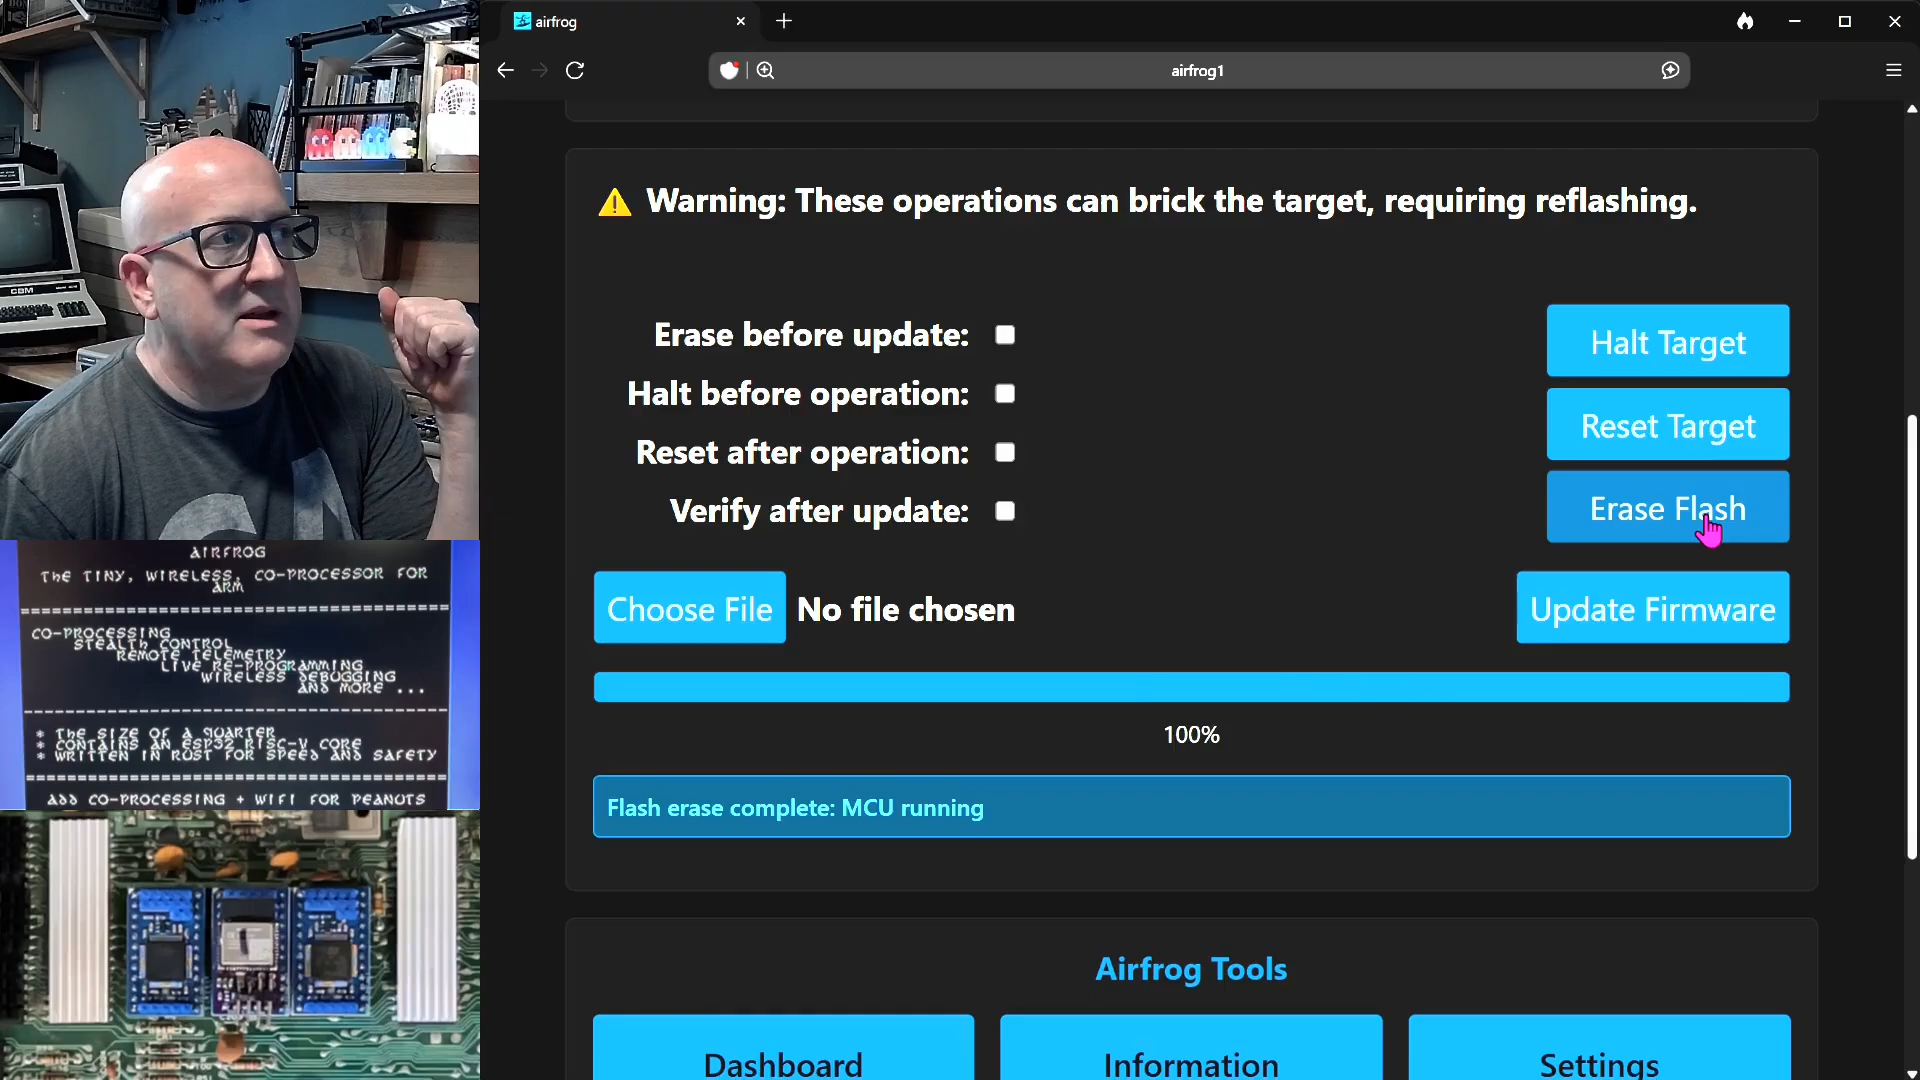 airfrog
airfrog1
⚠ Warning: These operations can brick the target, requiring reflashing.
Erase before update:
Halt before operation:
Reset after operation:
Verify after update:
Halt Target
Reset Target
Erase Flash
Choose File No file chosen
Update Firmware
100%
Flash erase complete: MCU running
Airfrog Tools
Dashboard
Information
Settings
CBM
AIRFROG
THE TINY, WIRELESS, CO-PROCESSOR FOR
ARM
CO-PROCESSING
STEALTH CONTROL
REMOTE TELEMETRY
LIVE RE-PROGRAMMING
WIRELESS DEBUGGING
AND MORE ...
* THE SIZE OF A QUARTER
* CONTAINS AN ESP32 RISC-V CORE
* WRITTEN IN RUST FOR SPEED AND SAFETY
ADD CO-PROCESSING + WIFI FOR PEANUTS